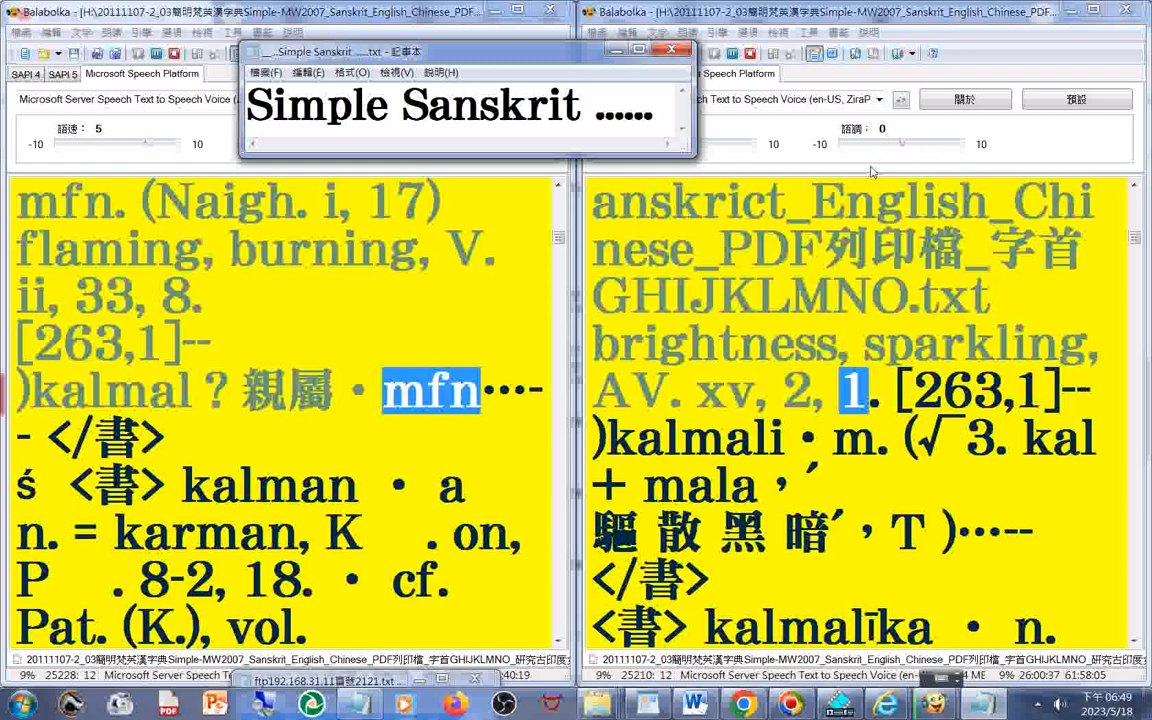 Balabolka - [H:\20111107-2_03簡明梵英漢字典Simple-MW2007_Sanskrit_English_Chinese_PDF...
Balabolka - [H:\20111107-2_03簡明梵英漢字典Simple-MW2007_Sanskrit_English_Chinese_PDF...
__...Simple Sanskrit ......txt - 記事本
檔案(F) 編輯(E) 格式(O) 檢視(V) 說明(H)
Simple Sanskrit ......
SAPI 4 SAPI 5 Microsoft Speech Platform
Speech Platform
Microsoft Server Speech Text to Speech Voice (
Text to Speech Voice (en-US, ZiraP
關於
預設
語速： 5
-10 10
10
語調： 0
-10 10
mfn. (Naigh. i, 17)
flaming, burning, V.
ii, 33, 8.
[263,1]--
)kalmal？親屬・mfn…--
- </書>
ś <書> kalman ・ a
n. = karman, K . on,
P . 8-2, 18. ・ cf.
Pat. (K.), vol.
anskrict_English_Chi
nese_PDF列印檔_字首
GHIJKLMNO.txt
brightness, sparkling,
AV. xv, 2, 1. [263,1]--
)kalmali・m. (√ 3. kal
+ mala，ˊ
驅 散 黑 暗ˊ，T )…--
</書>
<書> kalmalīka ・ n.
20111107-2_03簡明梵英漢字典Simple-MW2007_Sanskrit_English_Chinese_PDF列印檔_字首GHIJKLMNO_研究古印度
20111107-2_03簡明梵英漢字典Simple-MW2007_Sanskrit_English_Chinese_PDF列印檔_字首GHIJKLMNO_研究古印度
9% 25228: 12 Microsoft Server Speech
ftp192.168.31.11寶號2121.txt ...
40:19
9% 25210: 12 Microsoft Server Speech Text to Speech
9% 26:00:37 61:58:05
下午 06:49
2023/5/18